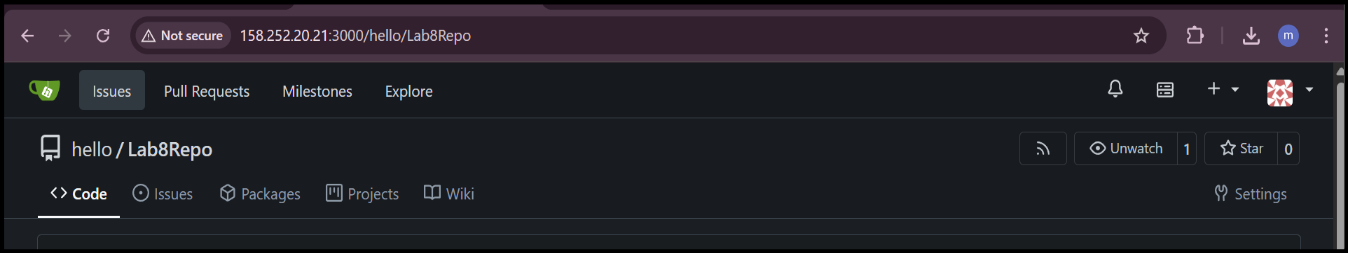 Not secure 158.252.20.21:3000/hello/Lab8Repo m
Issues Pull Requests Milestones Explore
hello / Lab8Repo Unwatch 1 Star 0
Code Issues Packages Projects Wiki Settings